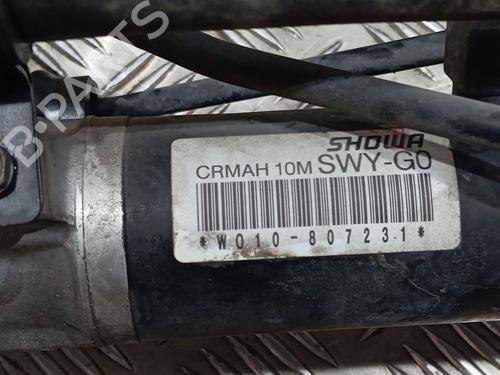 B-PARTS
SHOWA
CRMAH 10M SWY-G0
*W010-807231*